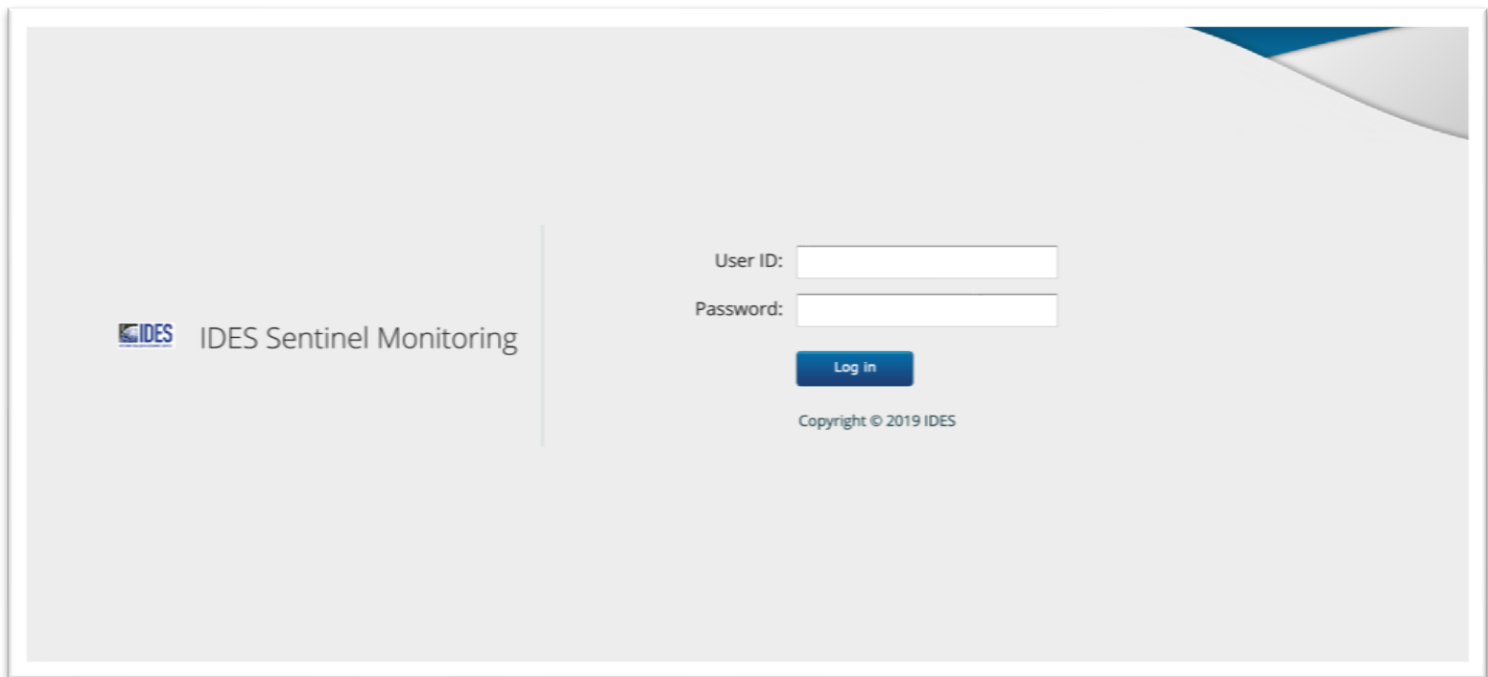 IDES
IDES Sentinel Monitoring
User ID:
Password:
Log in
Copyright © 2019 IDES